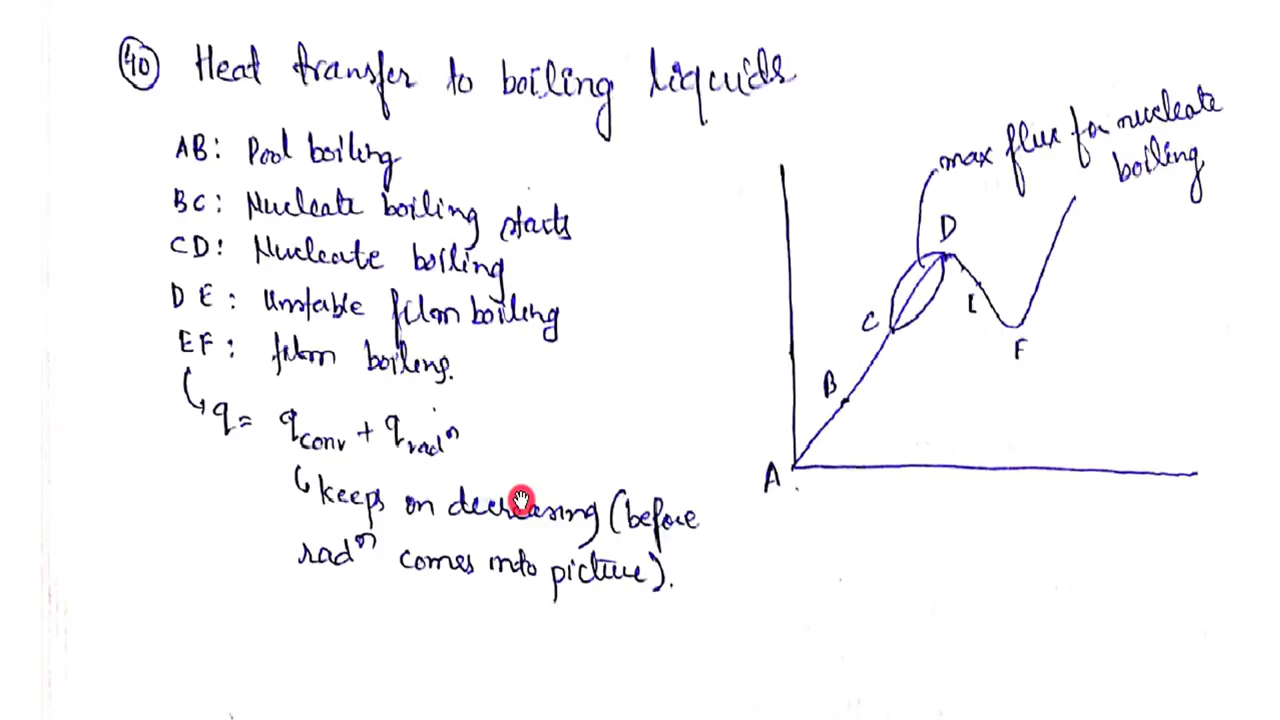 40 Heat transfer to boiling liquids
AB: Pool boiling
BC: Nucleate boiling starts
CD: Nucleate boiling
DE: Unstable film boiling
EF: film boiling.
q = qconv + qradⁿ
keeps on decreasing (before
radⁿ comes into picture).
max flux for nucleate
boiling
D
C
E
F
B
A